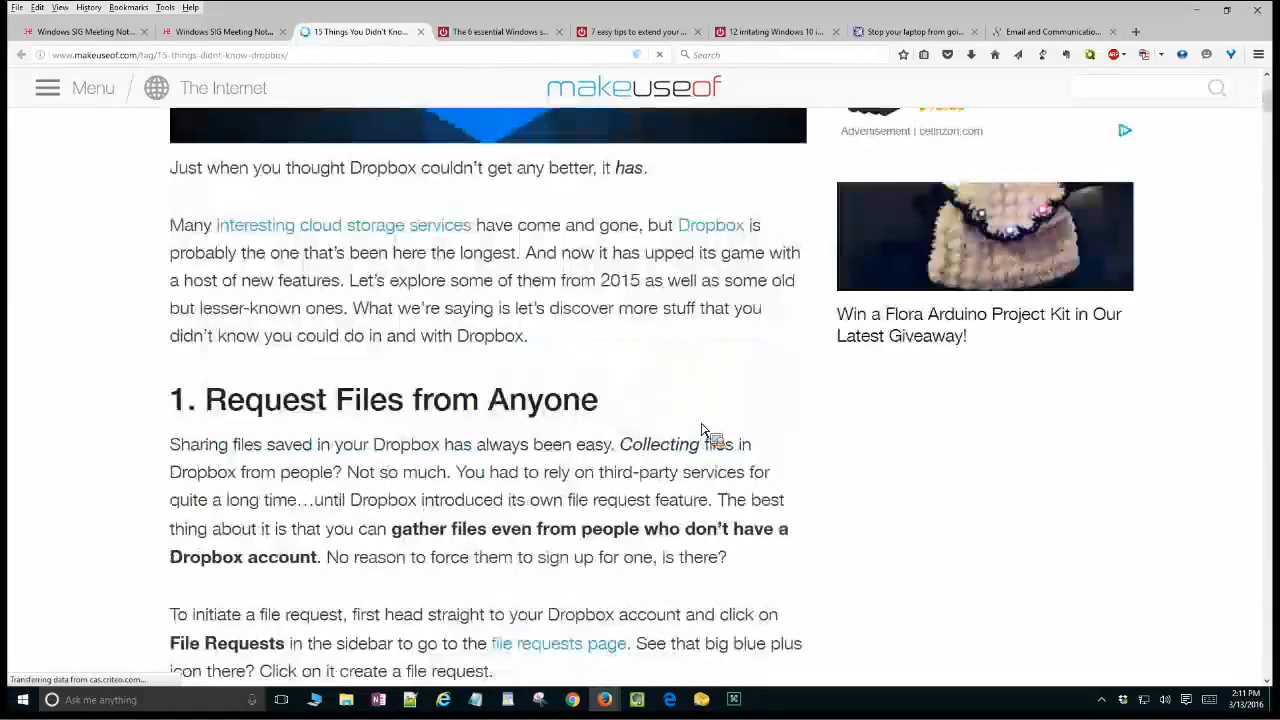 File Edit View History Bookmarks Tools Help
Windows SIG Meeting Not... Windows SIG Meeting Not... 15 Things You Didn't Kno... The 6 essential Windows s... 7 easy tips to extend your ... 12 irritating Windows 10 i... Stop your laptop from goi... Email and Communicatio...
www.makeuseof.com/tag/15-things-didnt-know-dropbox/ Search
Menu The Internet makeuseof
Advertisement | bellnzori.com
Just when you thought Dropbox couldn't get any better, it has.
Many interesting cloud storage services have come and gone, but Dropbox is
probably the one that's been here the longest. And now it has upped its game with
a host of new features. Let's explore some of them from 2015 as well as some old
but lesser-known ones. What we're saying is let's discover more stuff that you
didn't know you could do in and with Dropbox.
Win a Flora Arduino Project Kit in Our
Latest Giveaway!
1. Request Files from Anyone
Sharing files saved in your Dropbox has always been easy. Collecting files in
Dropbox from people? Not so much. You had to rely on third-party services for
quite a long time…until Dropbox introduced its own file request feature. The best
thing about it is that you can gather files even from people who don't have a
Dropbox account. No reason to force them to sign up for one, is there?
To initiate a file request, first head straight to your Dropbox account and click on
File Requests in the sidebar to go to the file requests page. See that big blue plus
icon there? Click on it create a file request.
Transferring data from cas.criteo.com...
Ask me anything
2:11 PM
3/13/2016